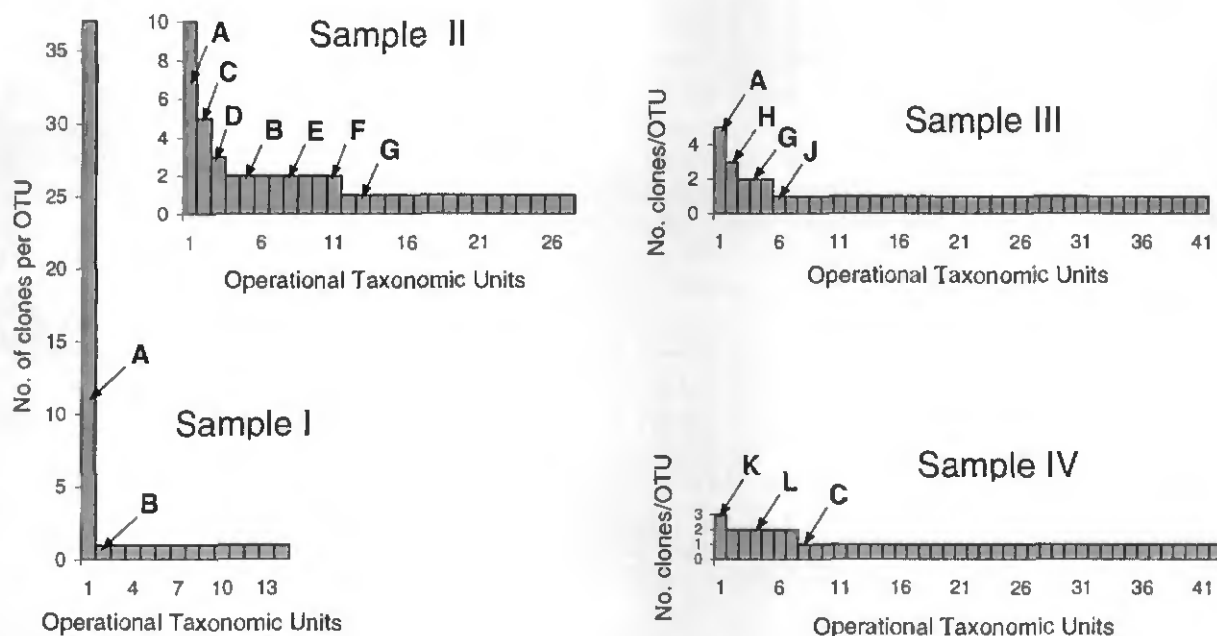 Sample II
10
8
6
4
2
0
A
C
D
B
E
F
G
1 6 11 16 21 26
Operational Taxonomic Units
No. of clones per OTU
35
30
25
20
15
10
5
0
A
B
Sample I
1 4 7 10 13
Operational Taxonomic Units
Sample III
No. clones/OTU
4
2
0
A
H
G
J
1 6 11 16 21 26 31 36 41
Operational Taxonomic Units
Sample IV
No. clones/OTU
3
2
1
0
K
L
C
1 6 11 16 21 26 31 36 41
Operational Taxonomic Units